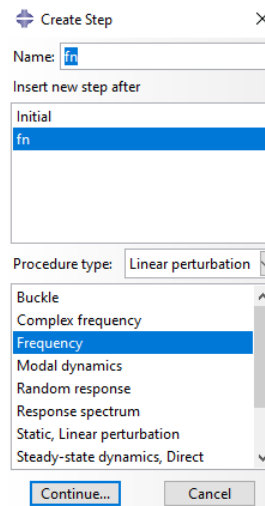 Create Step
Name: fn
Insert new step after
Initial
fn
Procedure type: Linear perturbation
Buckle
Complex frequency
Frequency
Modal dynamics
Random response
Response spectrum
Static, Linear perturbation
Steady-state dynamics, Direct
Continue... Cancel